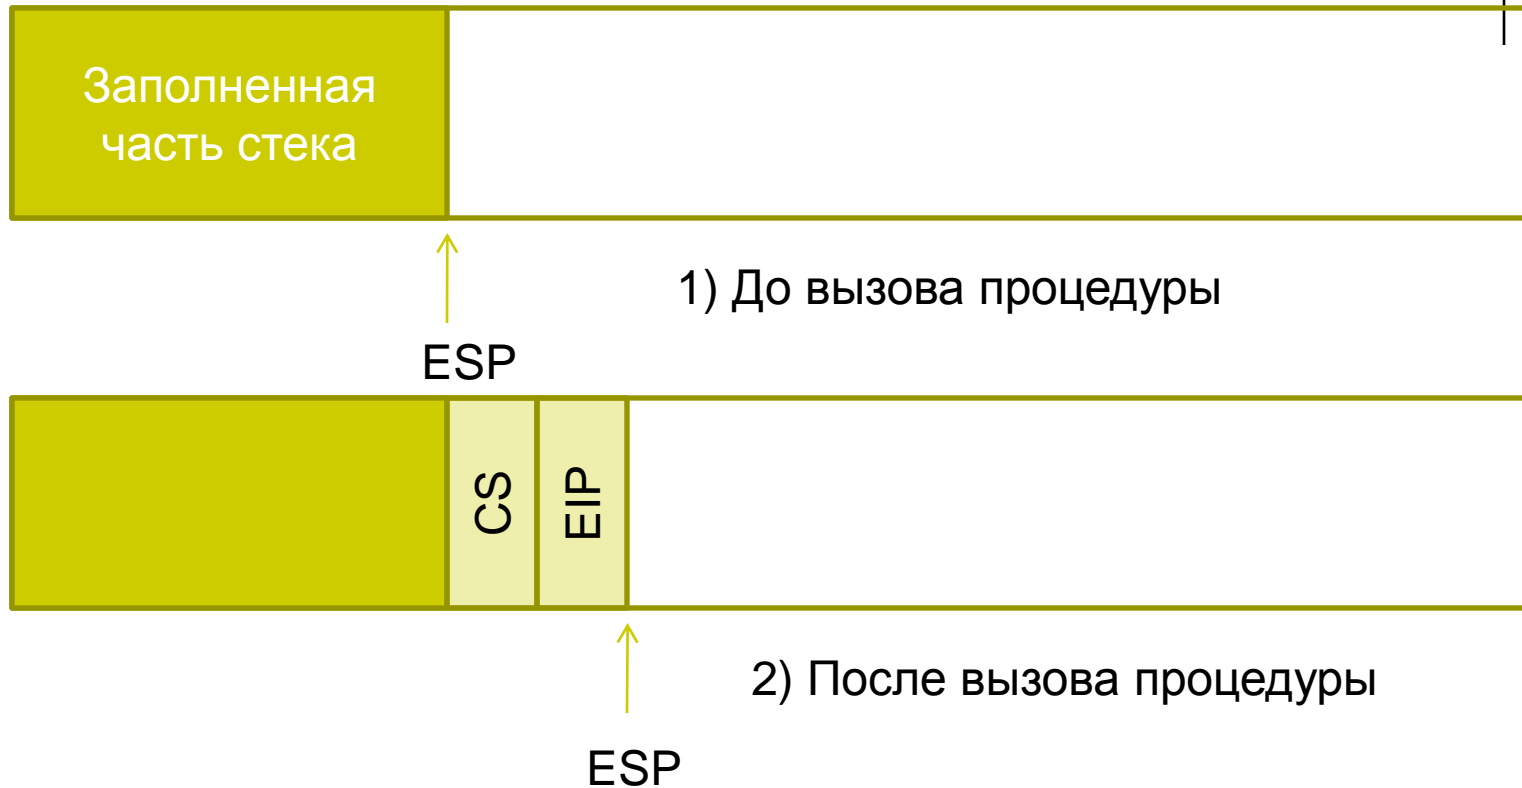 Заполненная
часть стека
1) До вызова процедуры
ESP
CS
EIP
2) После вызова процедуры
ESP